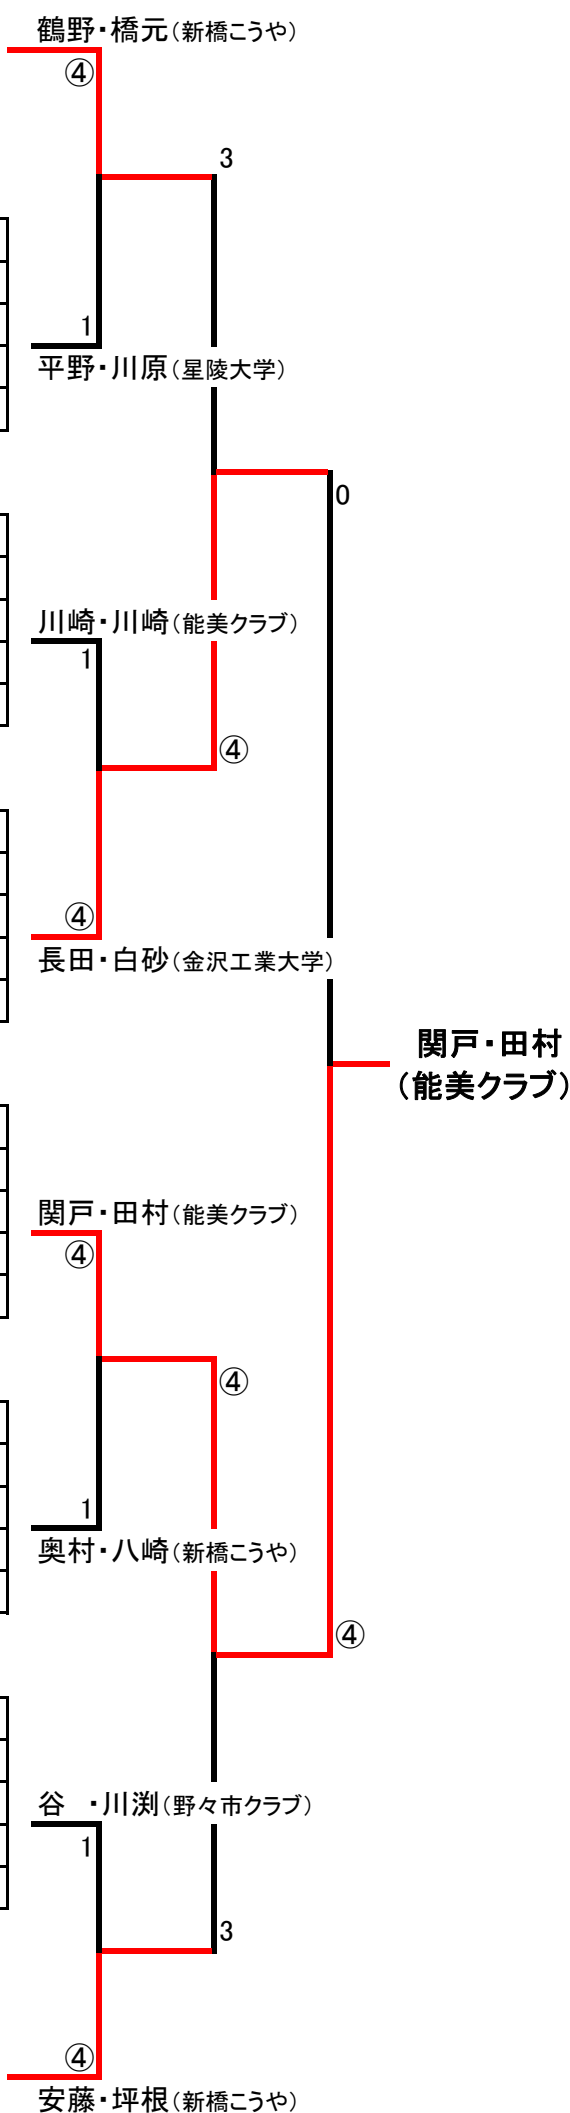 鶴野・橋元(新橋こうや)
④
3
1
平野・川原(星陵大学)
0
川崎・川崎(能美クラブ)
1
④
④
長田・白砂(金沢工業大学)
関戸・田村
(能美クラブ)
関戸・田村(能美クラブ)
④
④
1
奥村・八崎(新橋こうや)
④
谷　・川渕(野々市クラブ)
1
3
④
安藤・坪根(新橋こうや)